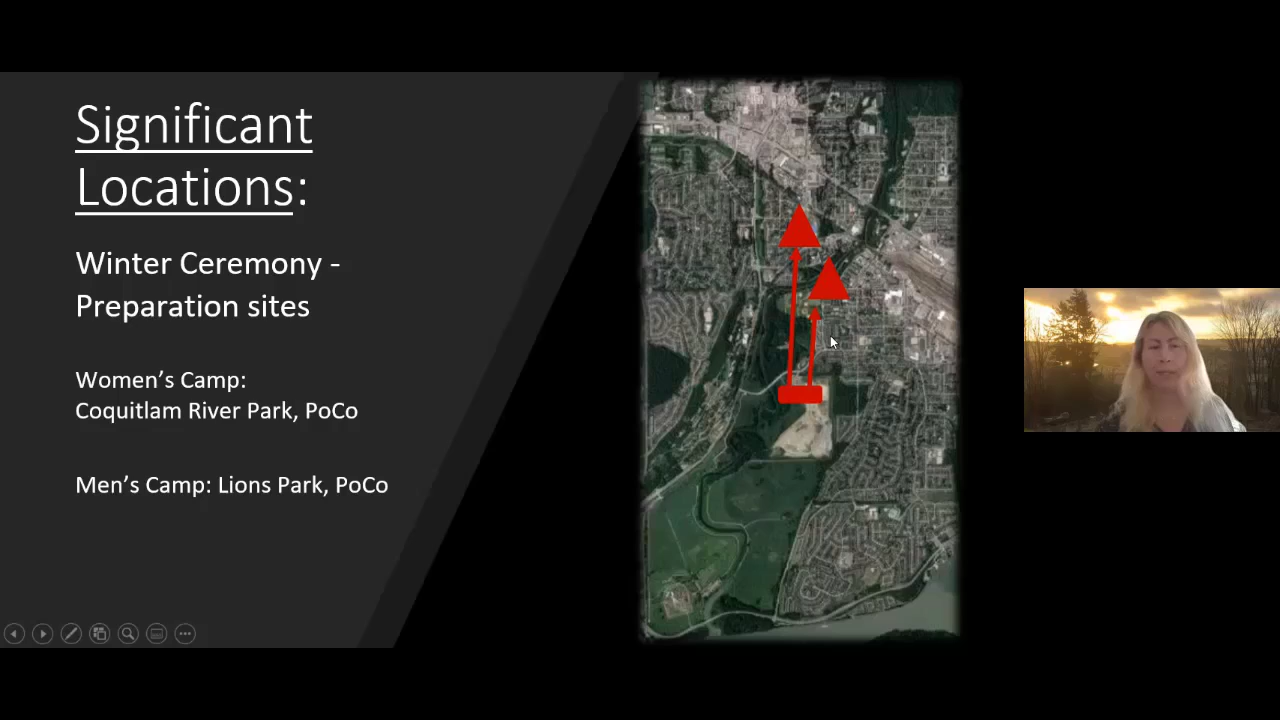 Significant
Locations:
Winter Ceremony -
Preparation sites
Women’s Camp:
Coquitlam River Park, PoCo
Men’s Camp: Lions Park, PoCo